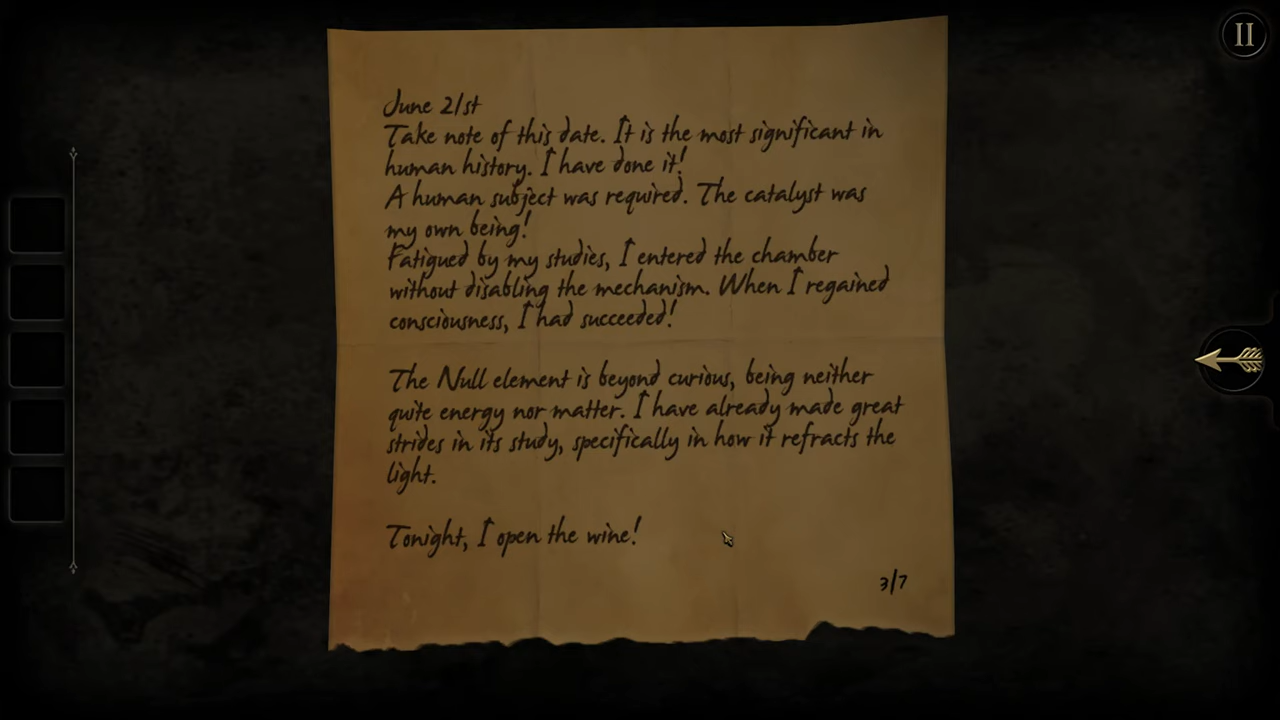 June 21st
Take note of this date. It is the most significant in
human history. I have done it!
A human subject was required. The catalyst was
my own being!
Fatigued by my studies, I entered the chamber
without disabling the mechanism. When I regained
consciousness, I had succeeded!
The Null element is beyond curious, being neither
quite energy nor matter. I have already made great
strides in its study, specifically in how it refracts the
light.
Tonight, I open the wine!
3/7